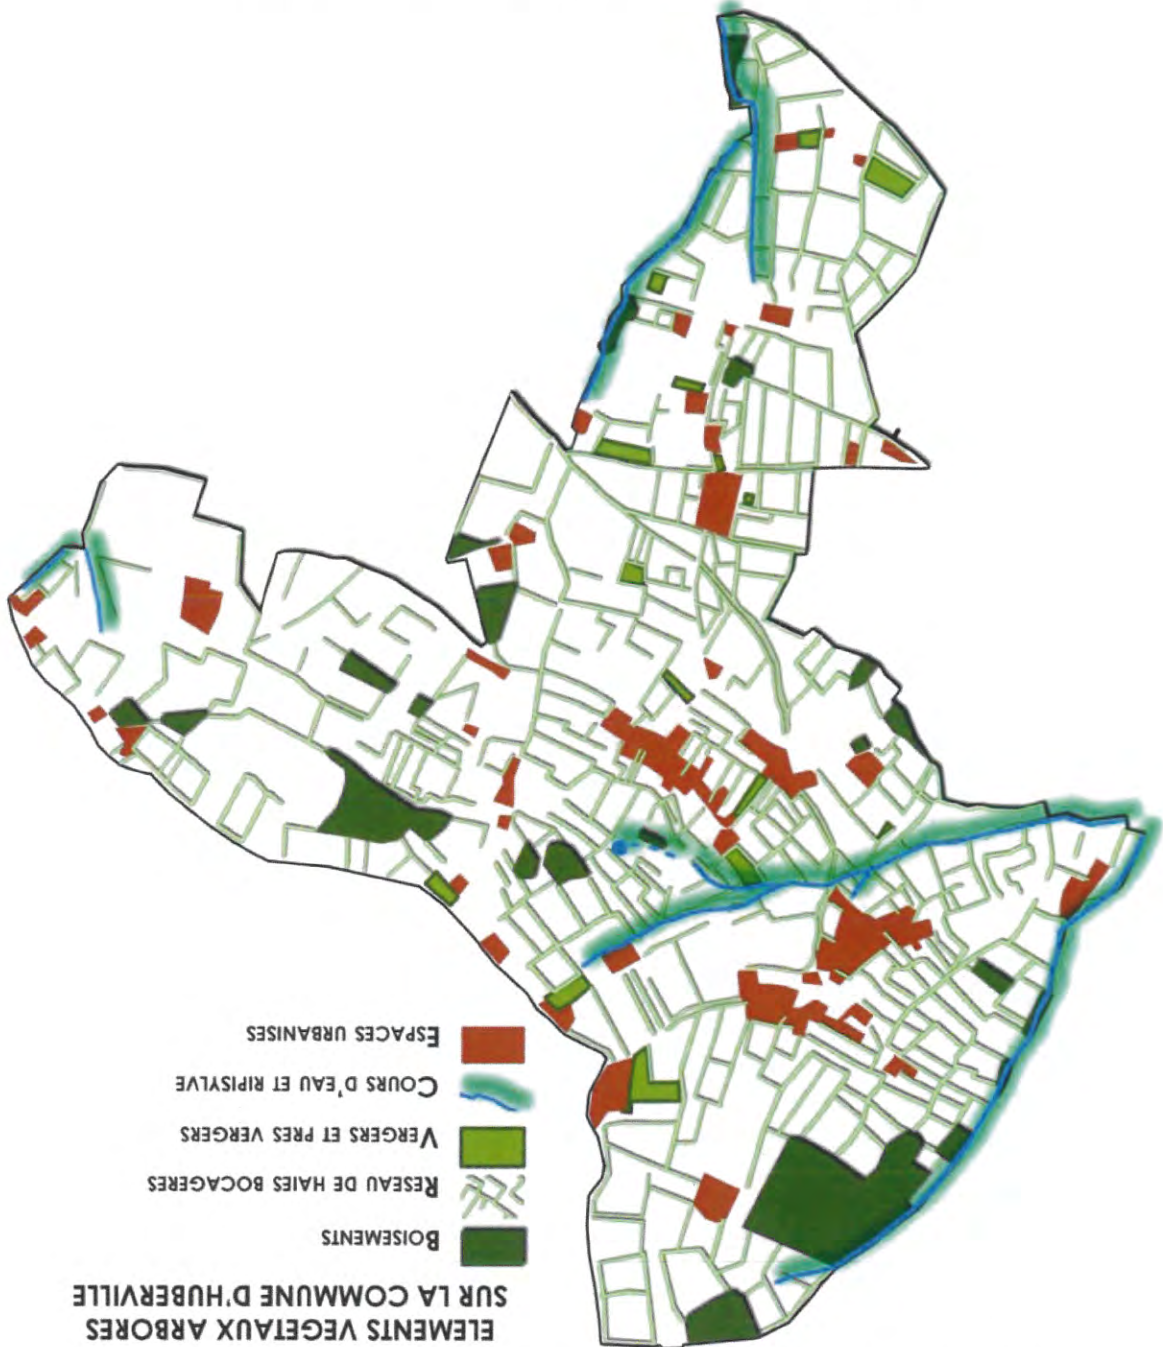 ELEMENTS VEGETAUX ARBORES
SUR LA COMMUNE D'HUBERVILLE
BOISEMENTS
RESEAU DE HAIES BOCAGERES
VERGERS ET PRES VERGERS
COURS D'EAU ET RIPISYLVE
ESPACES URBANISES